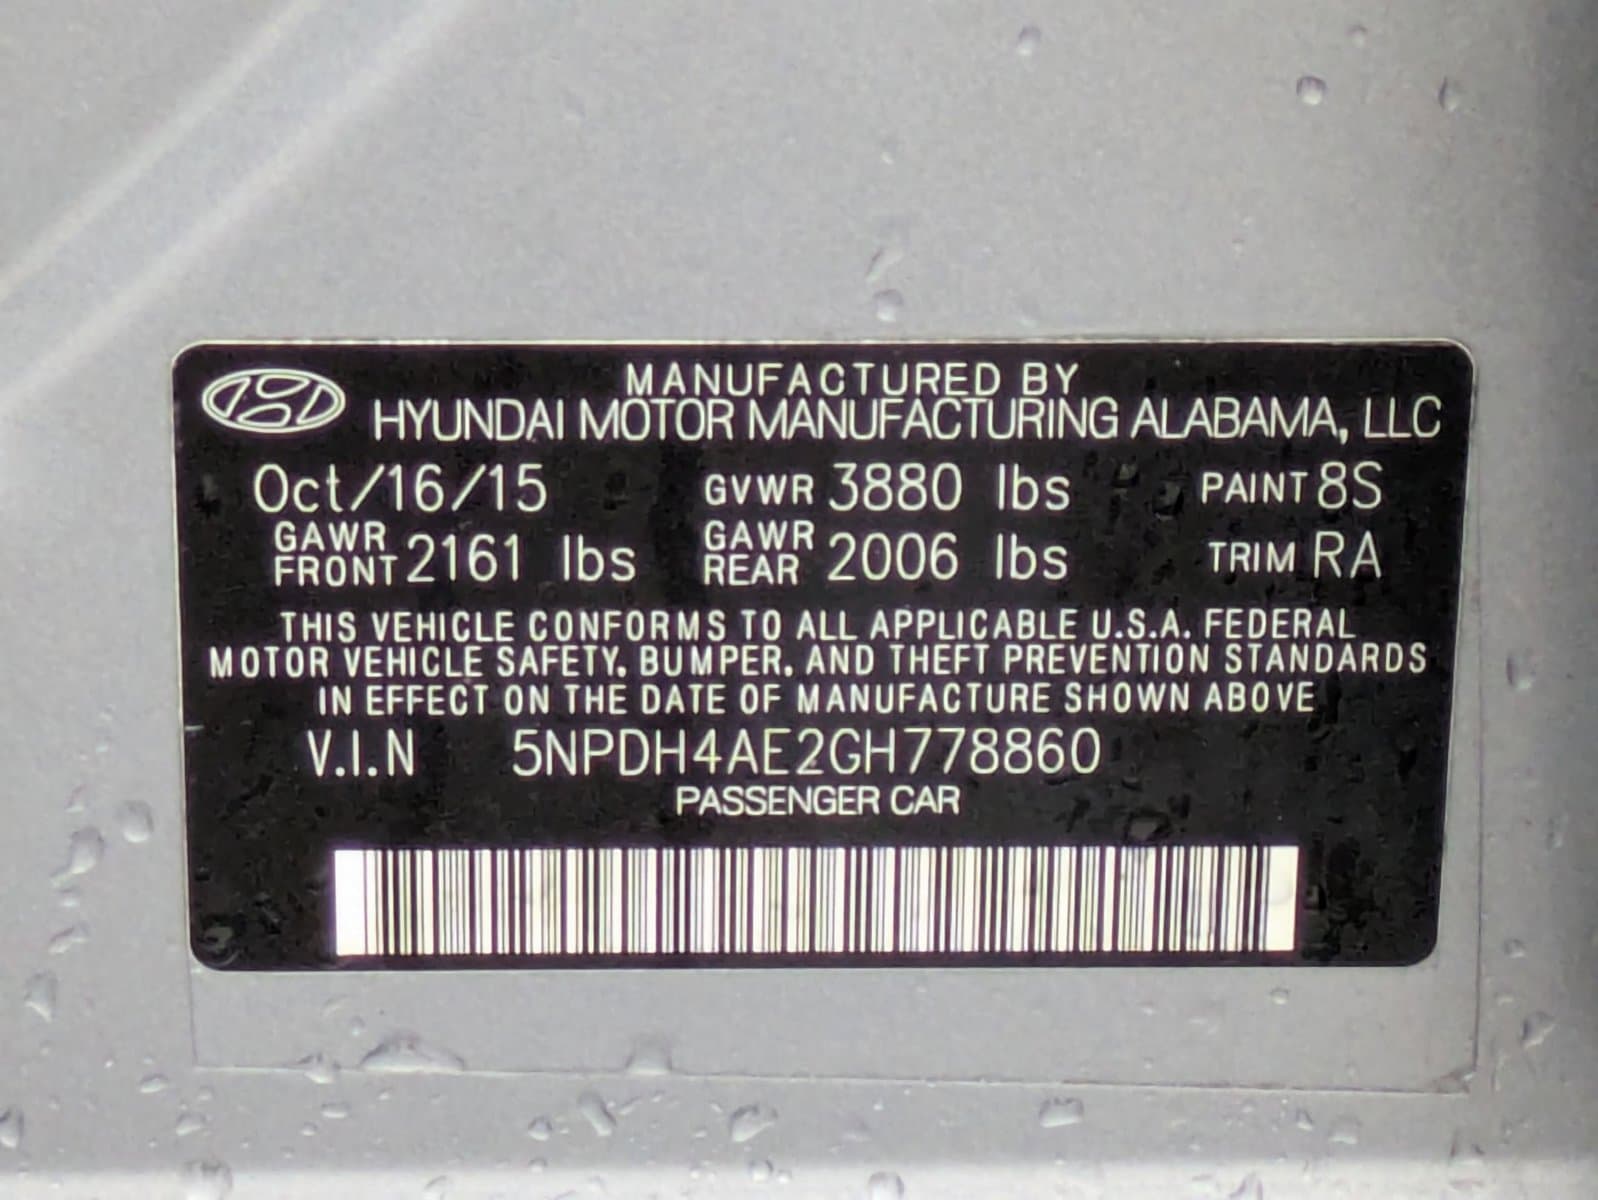 MANUFACTURED BY
HYUNDAI MOTOR MANUFACTURING ALABAMA, LLC
Oct/16/15 GVWR 3880 lbs PAINT 8S
GAWR FRONT 2161 lbs GAWR REAR 2006 lbs TRIM RA
THIS VEHICLE CONFORMS TO ALL APPLICABLE U.S.A. FEDERAL
MOTOR VEHICLE SAFETY, BUMPER, AND THEFT PREVENTION STANDARDS
IN EFFECT ON THE DATE OF MANUFACTURE SHOWN ABOVE
V.I.N 5NPDH4AE2GH778860
PASSENGER CAR